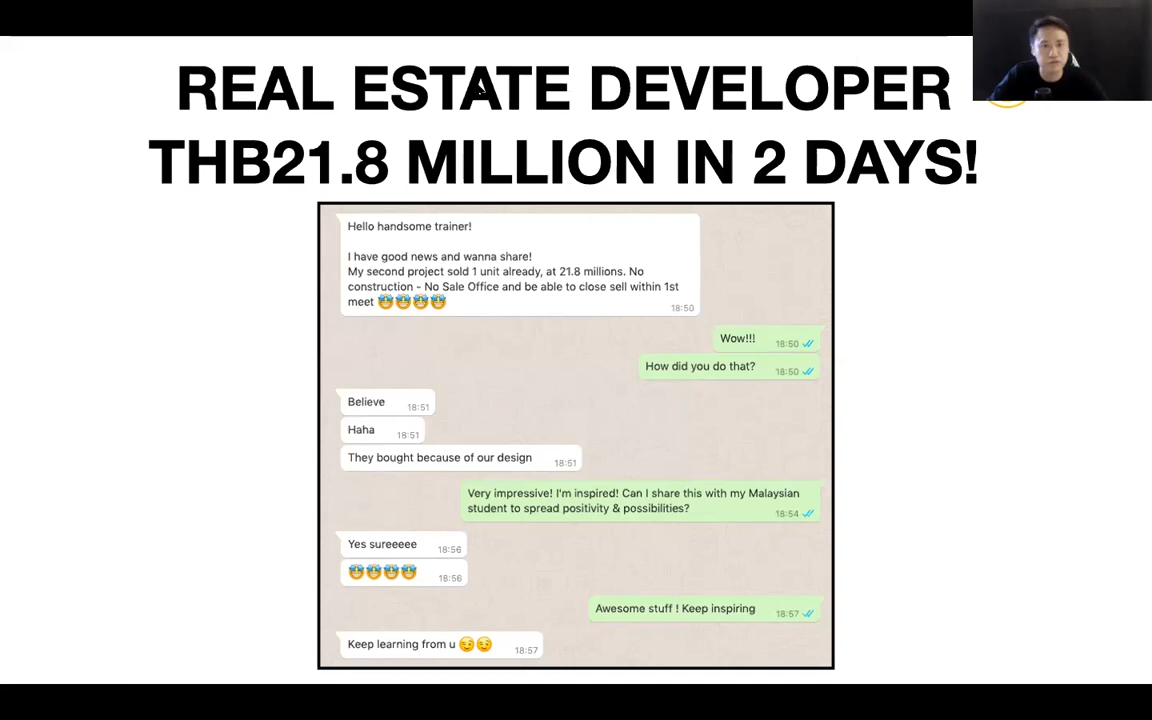 REAL ESTATE DEVELOPER
THB21.8 MILLION IN 2 DAYS!
Hello handsome trainer!
I have good news and wanna share!
My second project sold 1 unit already, at 21.8 millions. No
construction - No Sale Office and be able to close sell within 1st
meet 18:50
Wow!!! 18:50
How did you do that? 18:50
Believe 18:51
Haha 18:51
They bought because of our design 18:51
Very impressive! I'm inspired! Can I share this with my Malaysian
student to spread positivity & possibilities? 18:54
Yes sureeeee 18:56
18:56
Awesome stuff ! Keep inspiring 18:57
Keep learning from u 18:57